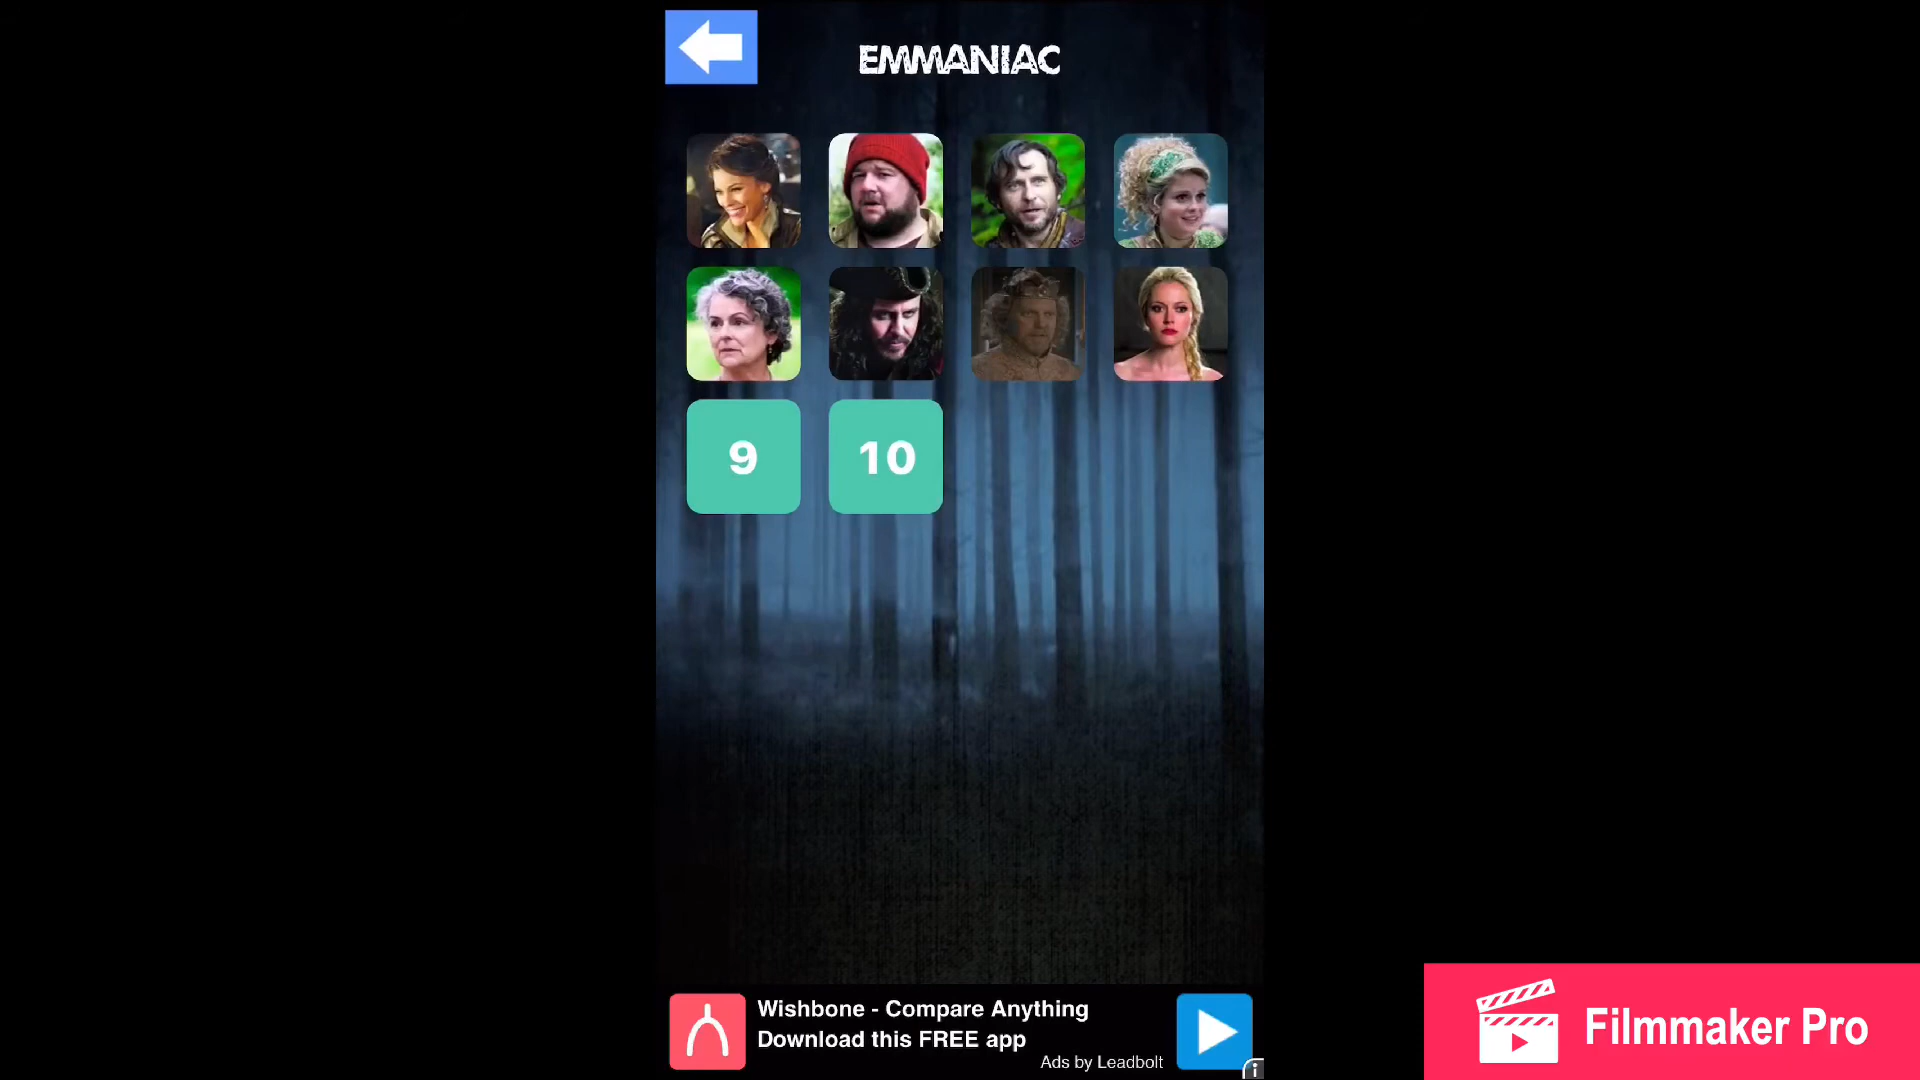 EMMANIAC
9
10
Wishbone - Compare Anything
Download this FREE app
Ads by Leadbolt
i
Filmmaker Pro